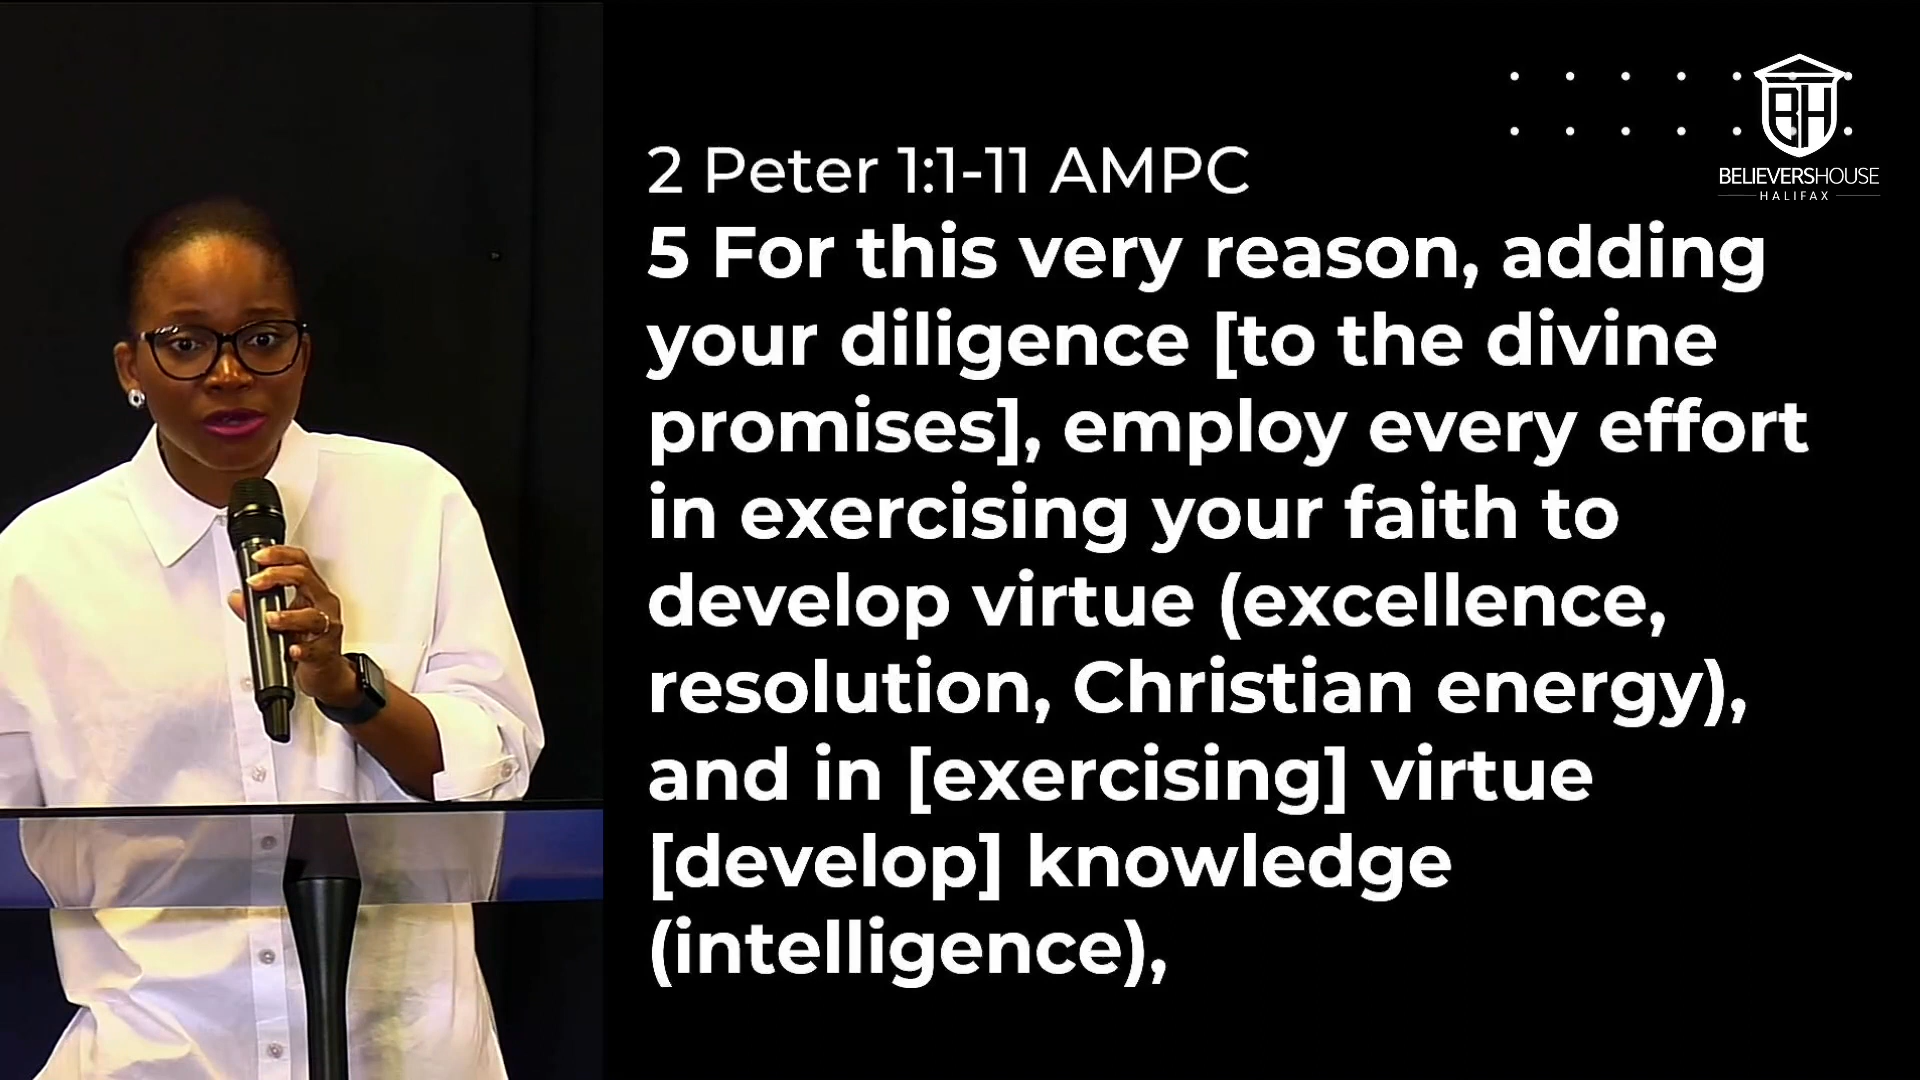 BH
BELIEVERSHOUSE
HALIFAX
2 Peter 1:1-11 AMPC
5 For this very reason, adding
your diligence [to the divine
promises], employ every effort
in exercising your faith to
develop virtue (excellence,
resolution, Christian energy),
and in [exercising] virtue
[develop] knowledge
(intelligence),